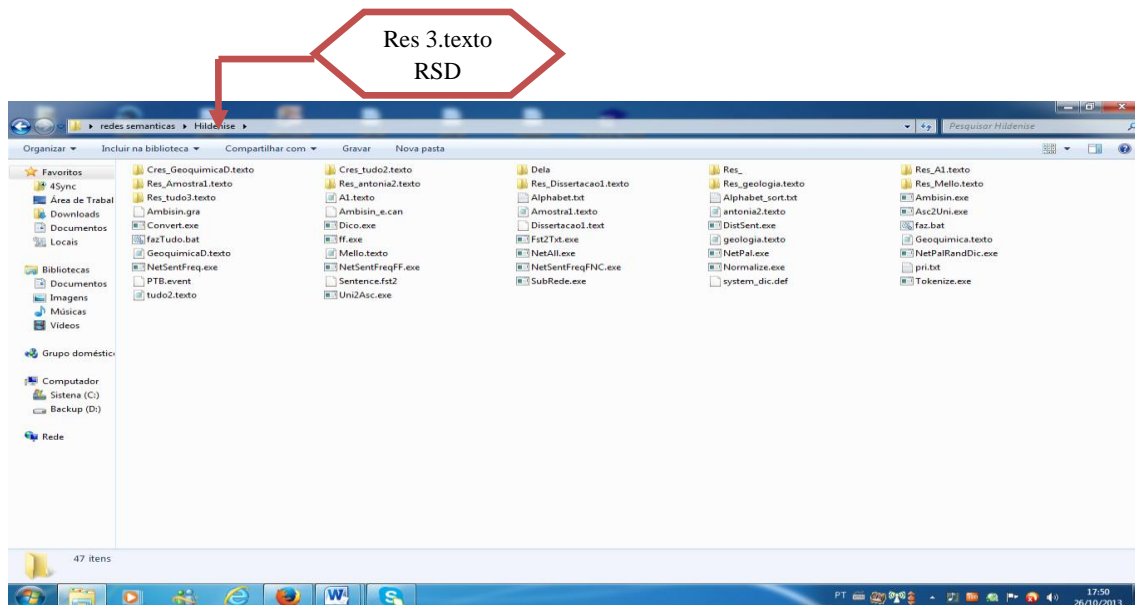 Res 3.texto
RSD
redes semanticas ▸ Hildenise ▸
Pesquisar Hildenise
Organizar ▾ Incluir na biblioteca ▾ Compartilhar com ▾ Gravar Nova pasta
Favoritos
4Sync
Área de Trabal
Downloads
Documentos
Locais
Bibliotecas
Documentos
Imagens
Músicas
Vídeos
Grupo doméstic
Computador
Sistena (C:)
Backup (D:)
Rede
Cres_GeoquimicaD.texto Cres_tudo2.texto Dela Res_ Res_A1.texto
Res_Amostra1.texto Res_antonia2.texto Res_Dissertacao1.texto Res_geologia.texto Res_Mello.texto
Res_tudo3.texto A1.texto Alphabet.txt Alphabet_sort.txt Ambisin.exe
Ambisin.gra Ambisin_e.can Amostra1.texto antonia2.texto Asc2Uni.exe
Convert.exe Dico.exe Dissertacao1.text DistSent.exe faz.bat
fazTudo.bat ff.exe Fst2Txt.exe geologia.texto Geoquimica.texto
GeoquimicaD.texto Mello.texto NetAll.exe NetPal.exe NetPalRandDic.exe
NetSentFreq.exe NetSentFreqFF.exe NetSentFreqFNC.exe Normalize.exe pri.txt
PTB.event Sentence.fst2 SubRede.exe system_dic.def Tokenize.exe
tudo2.texto Uni2Asc.exe
47 itens
PT
17:50
26/10/2013